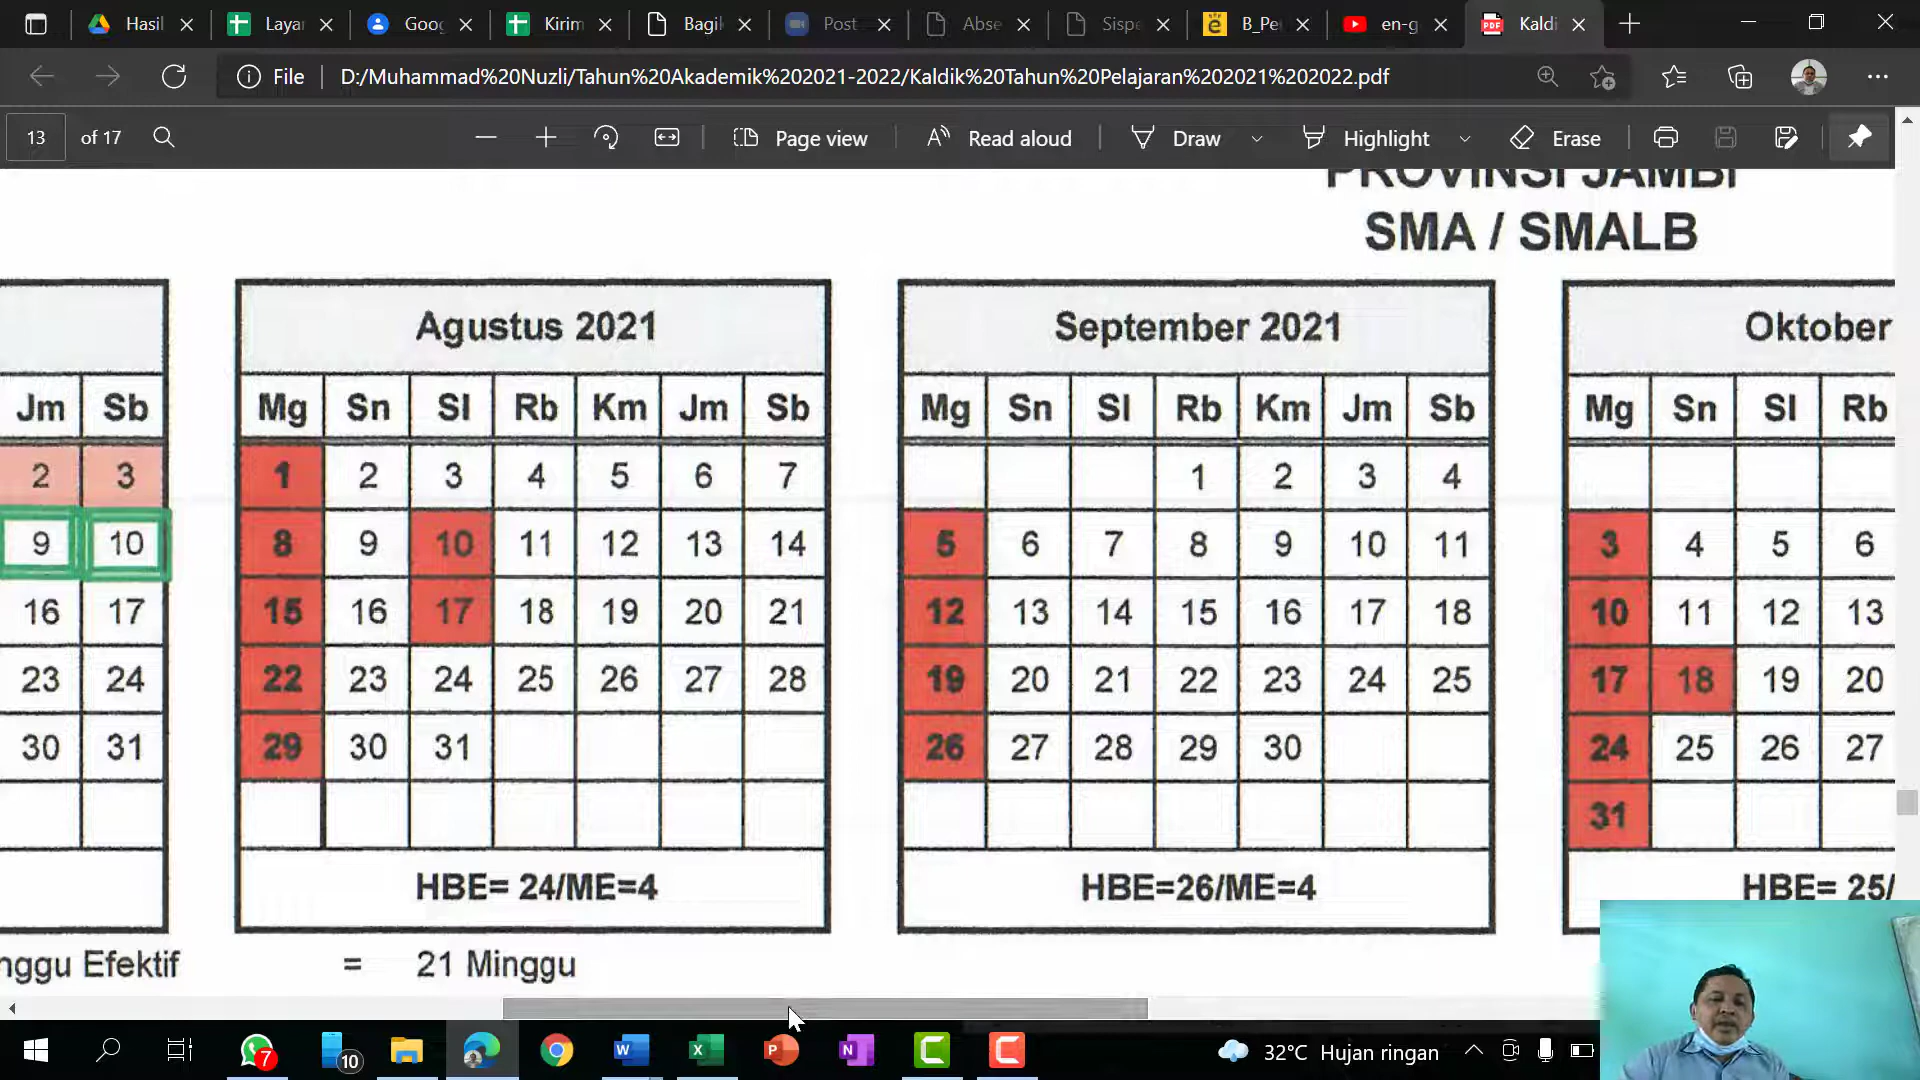 Hasil
Layar
Goog
Kirim
Bagik
Post
Abse
Sispe
B_Pe
en-g
Kaldi
File
D:/Muhammad%20Nuzli/Tahun%20Akademik%202021-2022/Kaldik%20Tahun%20Pelajaran%202021%202022.pdf
13 of 17
Page view
Read aloud
Draw
Highlight
Erase
PROVINSI JAMBI
SMA / SMALB
Jm Sb
2 3
9 10
16 17
23 24
30 31
Agustus 2021
Mg Sn Sl Rb Km Jm Sb
1 2 3 4 5 6 7
8 9 10 11 12 13 14
15 16 17 18 19 20 21
22 23 24 25 26 27 28
29 30 31
HBE= 24/ME=4
September 2021
Mg Sn Sl Rb Km Jm Sb
1 2 3 4
5 6 7 8 9 10 11
12 13 14 15 16 17 18
19 20 21 22 23 24 25
26 27 28 29 30
HBE=26/ME=4
Oktober
Mg Sn Sl Rb
3 4 5 6
10 11 12 13
17 18 19 20
24 25 26 27
31
HBE= 25/
nggu Efektif = 21 Minggu
7
10
32°C Hujan ringan